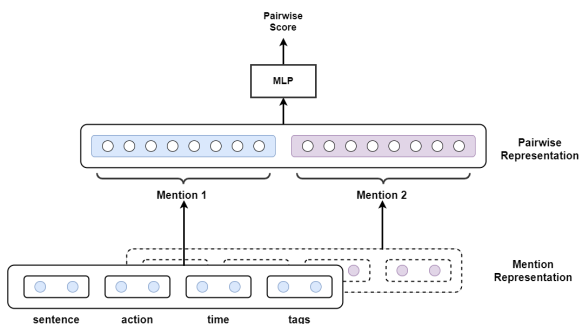 Pairwise
Score
MLP
Pairwise
Representation
Mention 1
Mention 2
Mention
Representation
sentence
action
time
tags